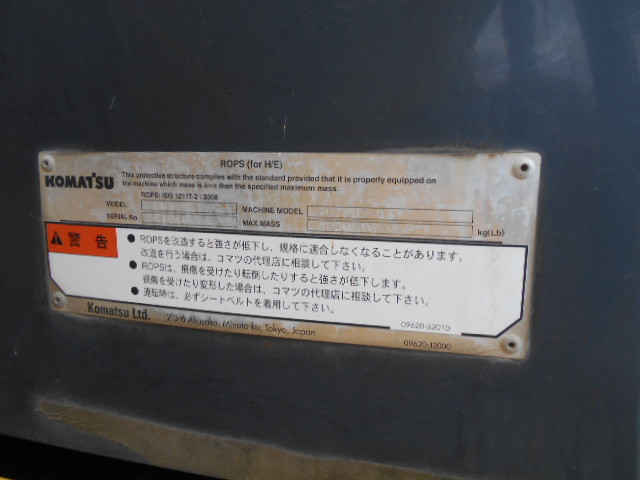 ROPS (for H/E)
KOMATSU
This protective structure complies with the standard provided that it is properly equipped on
the machine which mass is less than the specified maximum mass.
ROPS: ISO 12117-2 : 2008
MODEL
MACHINE MODEL
SERIAL No
MAX.MASS
kg(Lb)
警告
● ROPSを改造すると強さが低下し、規格に適合しなくなることがあります。
改造を行う場合は、コマツの代理店に相談して下さい。
● ROPSは、損傷を受けたり転倒したりすると強さが低下します。
損傷を受けたり変形した場合は、コマツの代理店に相談して下さい。
● 運転時は、必ずシートベルトを着用して下さい。
09620-32010
Komatsu Ltd. 2-3-6 Akasaka, Minato-ku, Tokyo, Japan
09620-J2000